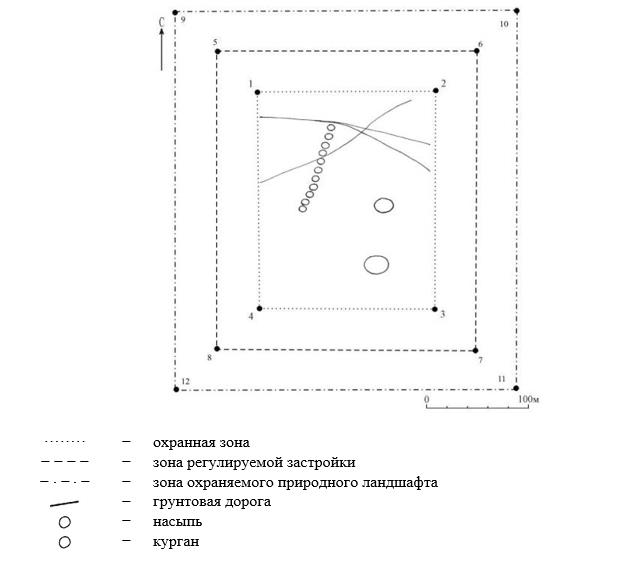 С
9
10
5
6
1
2
4
3
8
7
12
11
0 100м
– охранная зона
– зона регулируемой застройки
– зона охраняемого природного ландшафта
– грунтовая дорога
– насыпь
– курган